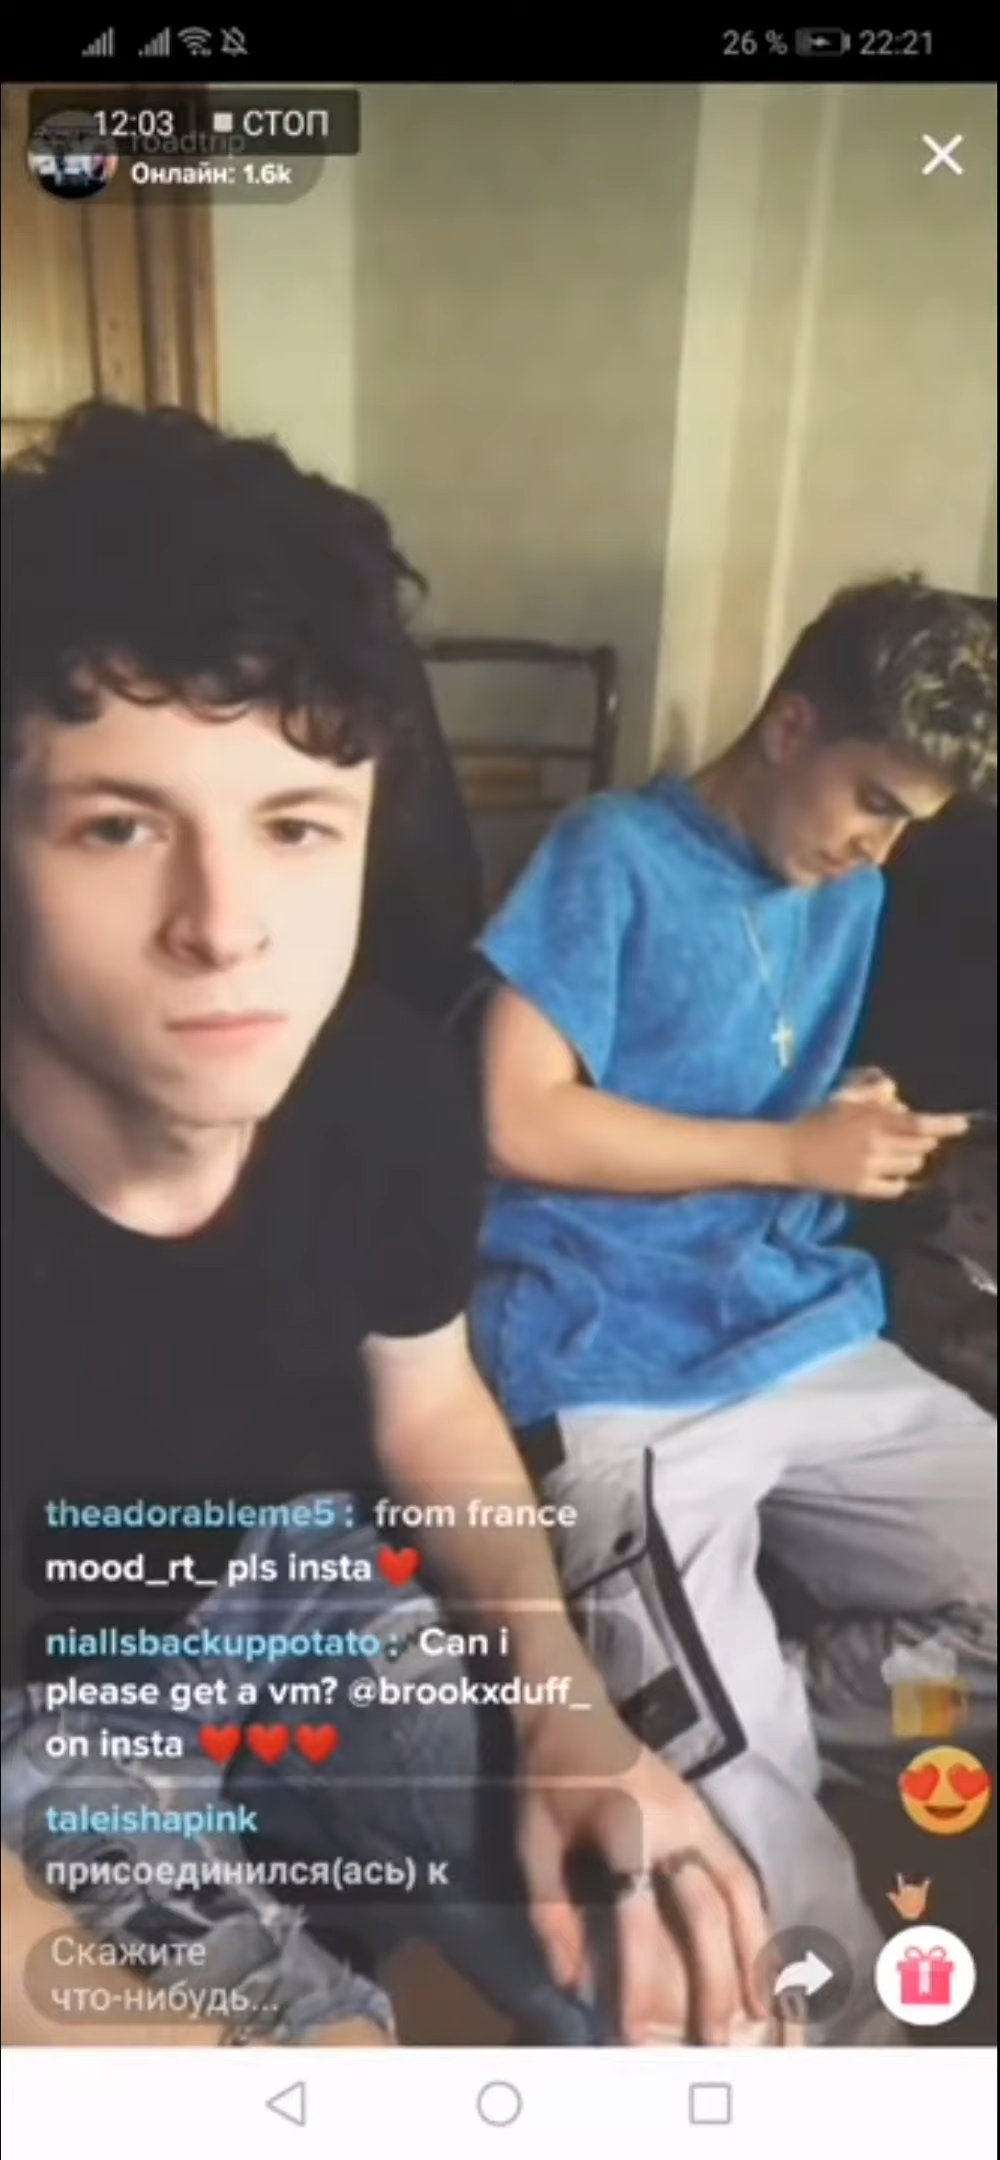 26 % 22:21
12:03 СТОП
roadtrip
Онлайн: 1.6k
theadorableme5 : from france
mood_rt_ pls insta❤️
niallsbackuppotato : Can i
please get a vm? @brookxduff_
on insta ❤️❤️❤️
taleishapink
присоединился(ась) к
Скажите
что-нибудь...